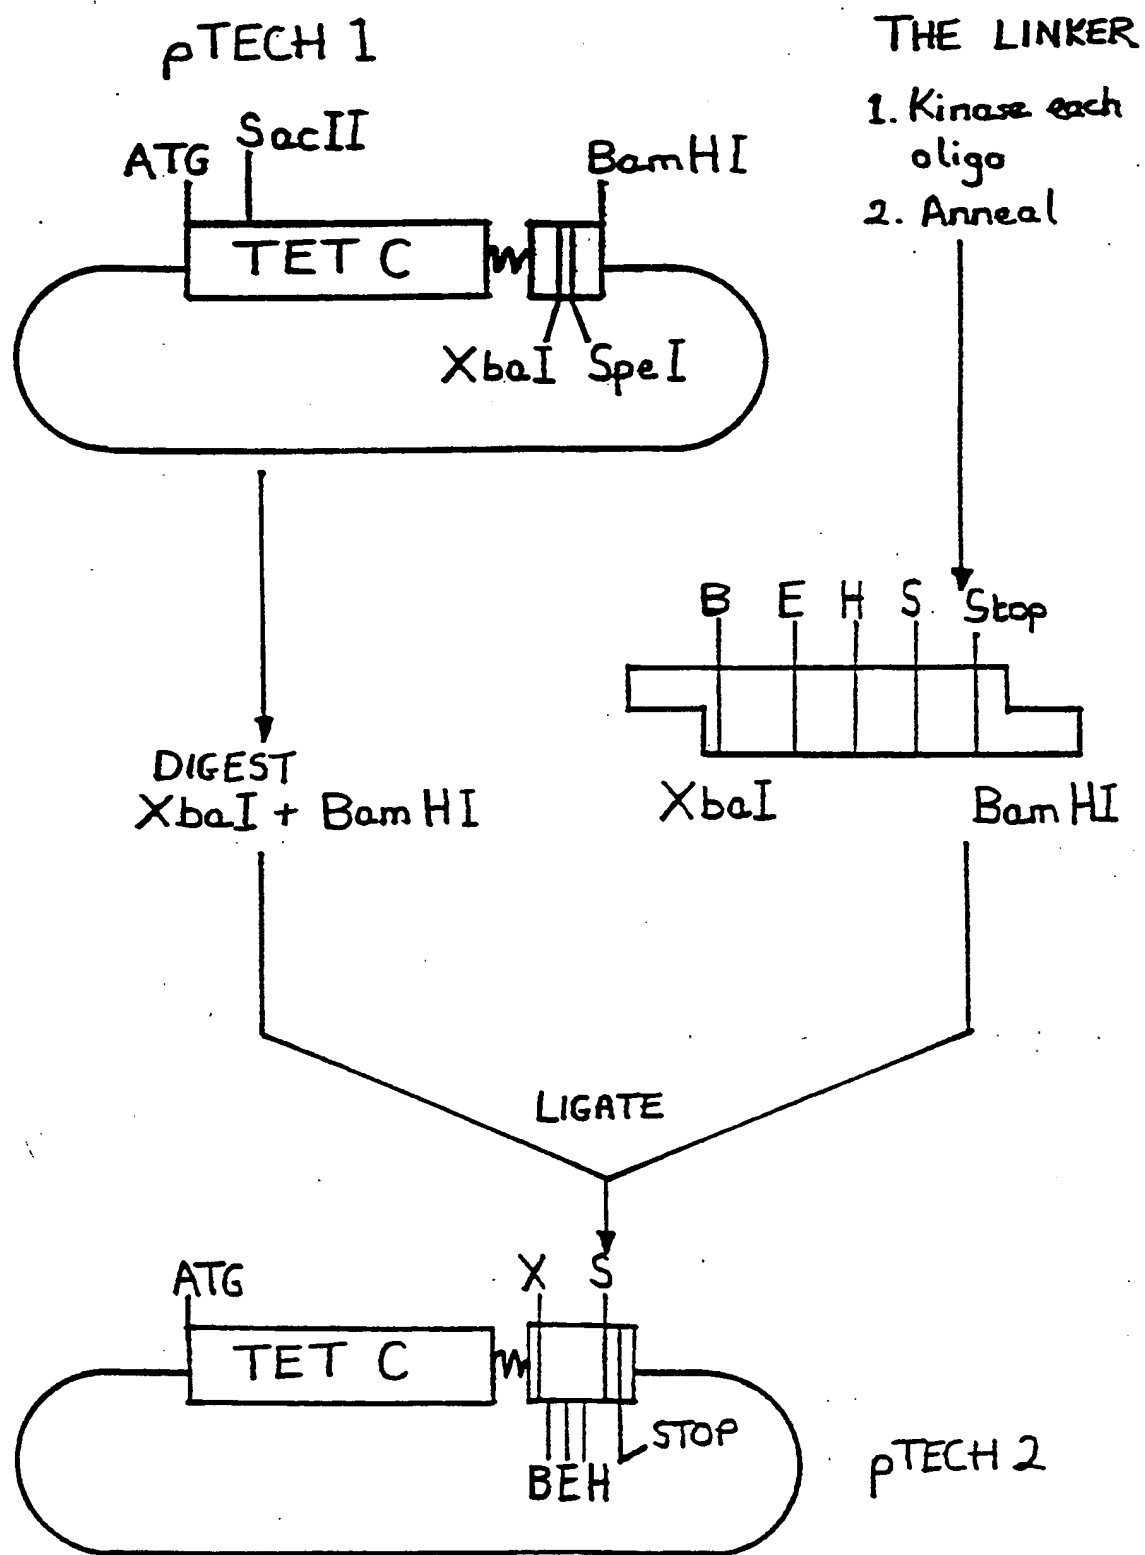 pTECH 1
THE LINKER
1. Kinase each
oligo
2. Anneal
SacII
ATG
BamHI
TET C
XbaI SpeI
B E H S Stop
DIGEST
XbaI + BamHI
XbaI BamHI
LIGATE
ATG X S
TET C
STOP
BEH
pTECH 2